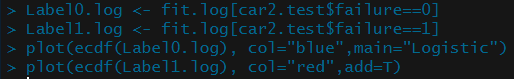 > Label0.log <- fit.log[car2.test$failure==0]
> Label1.log <- fit.log[car2.test$failure==1]
> plot(ecdf(Label0.log), col="blue",main="Logistic")
> plot(ecdf(Label1.log), col="red",add=T)